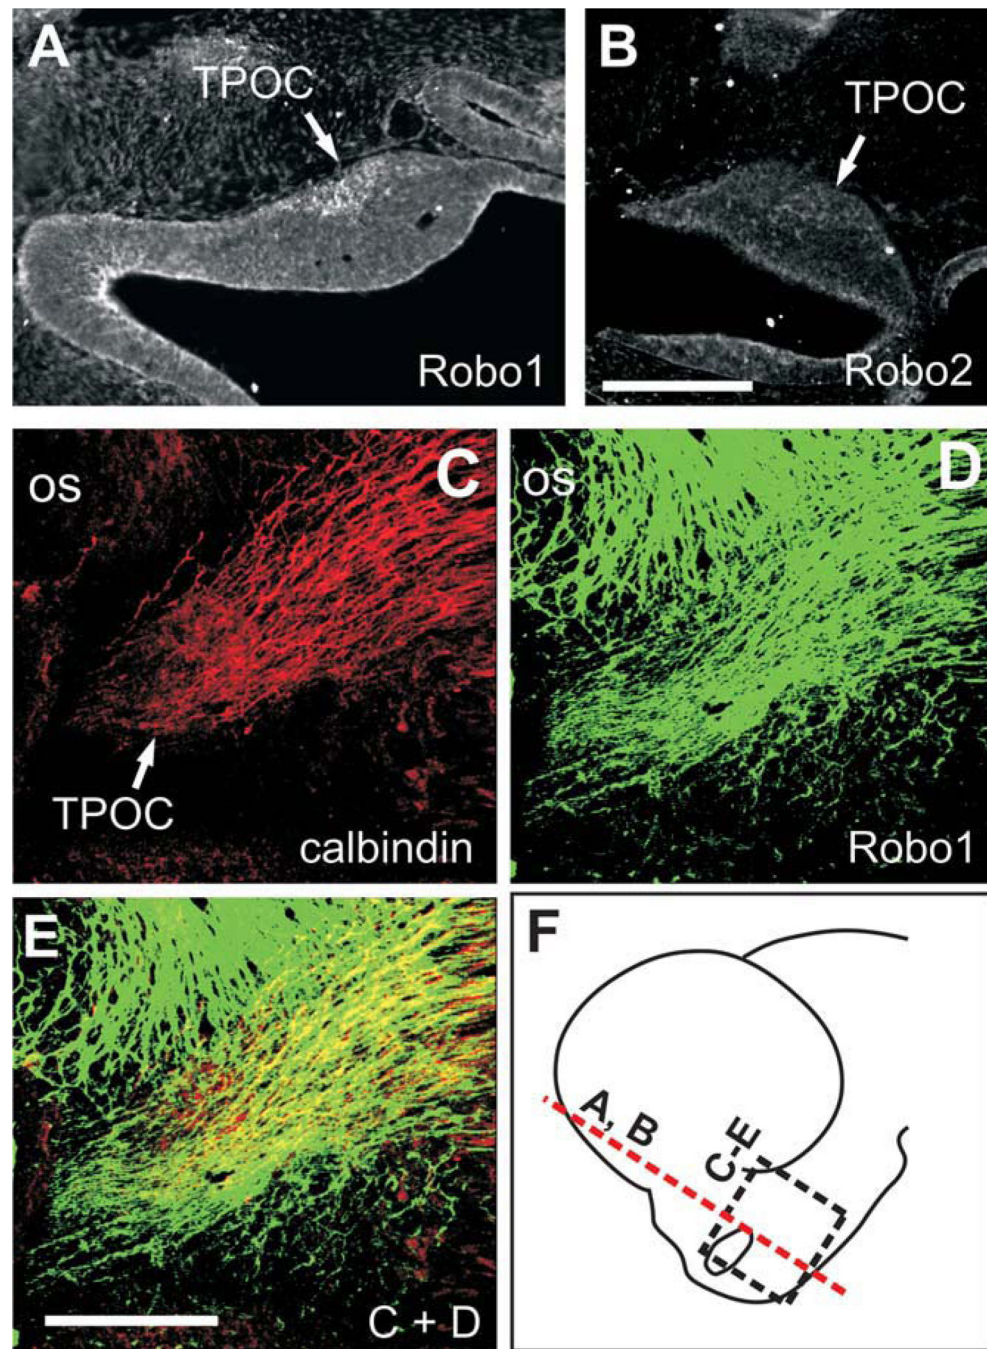 A
TPOC
Robo1
B
TPOC
Robo2
os
C
TPOC
calbindin
os
D
Robo1
E
C + D
F
A, B
C-E